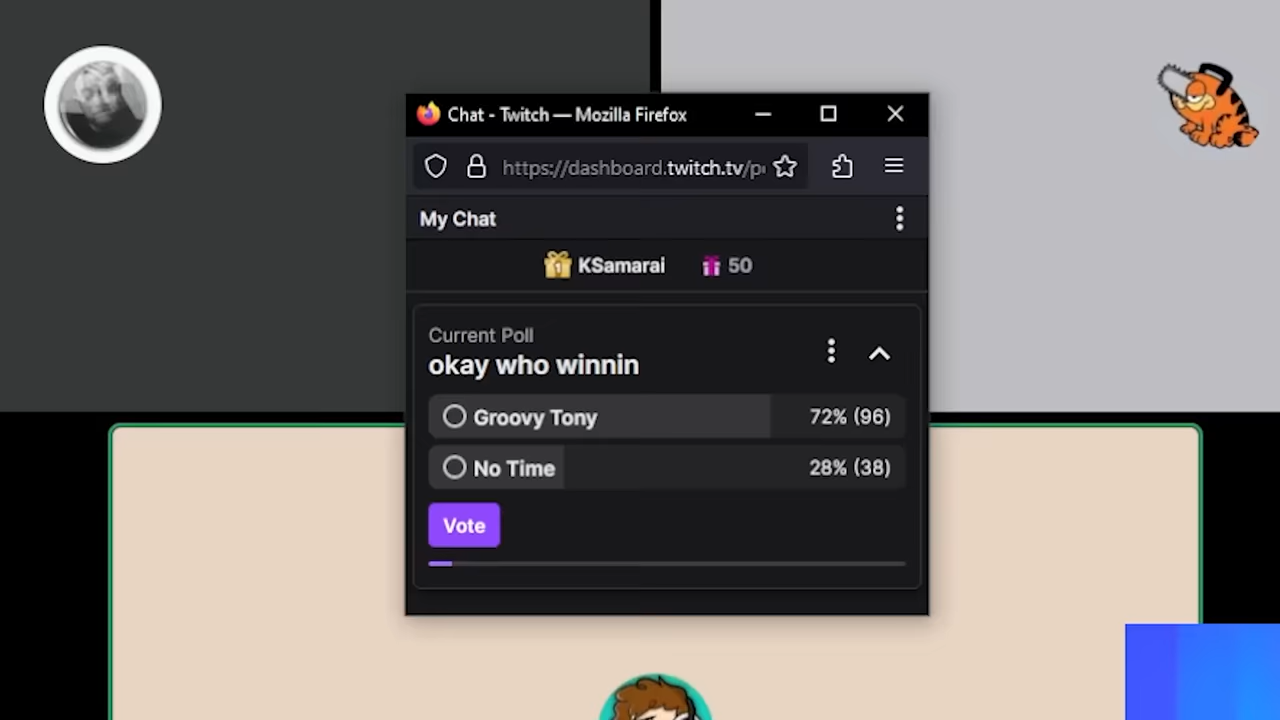 Chat - Twitch — Mozilla Firefox
https://dashboard.twitch.tv/p
My Chat
1 KSamarai 50
Current Poll
okay who winnin
Groovy Tony 72% (96)
No Time 28% (38)
Vote